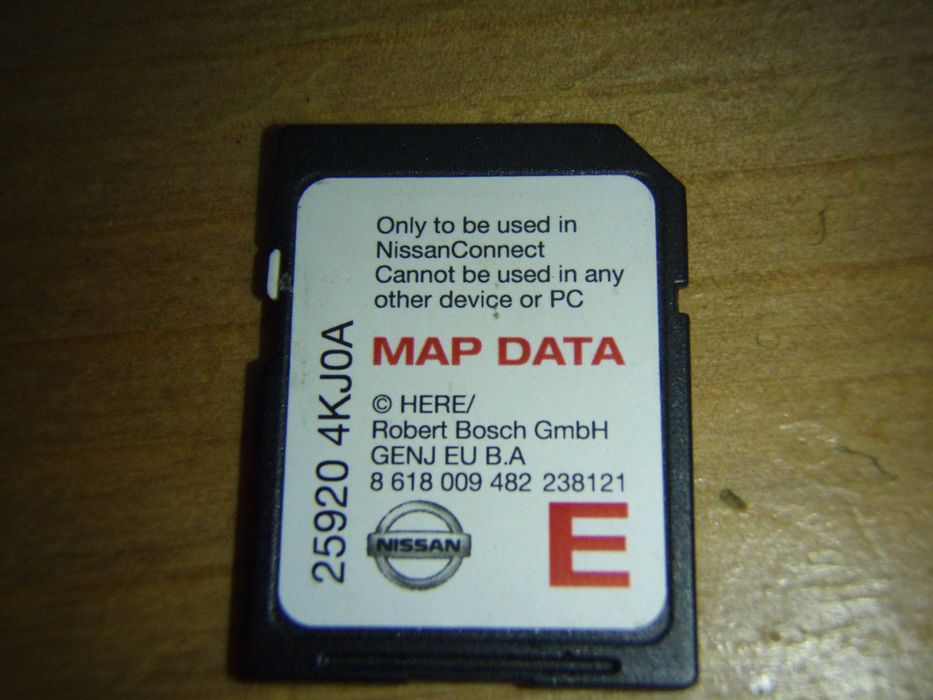 Only to be used in
NissanConnect
Cannot be used in any
other device or PC
MAP DATA
© HERE/
Robert Bosch GmbH
GENJ EU B.A
8 618 009 482 238121
NISSAN
E
25920 4KJ0A